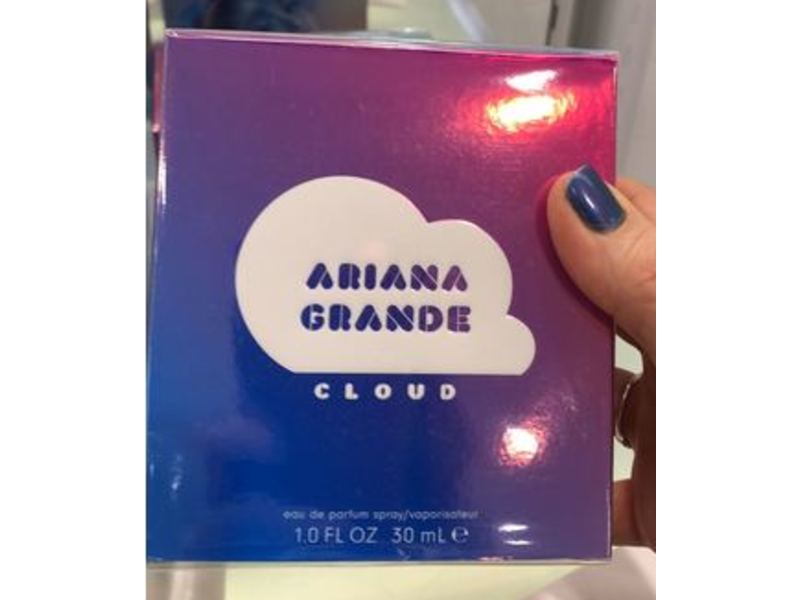 ARIANA
GRANDE
CLOUD
eau de parfum spray/vaporisateur
1.0 FL OZ 30 mL ℮